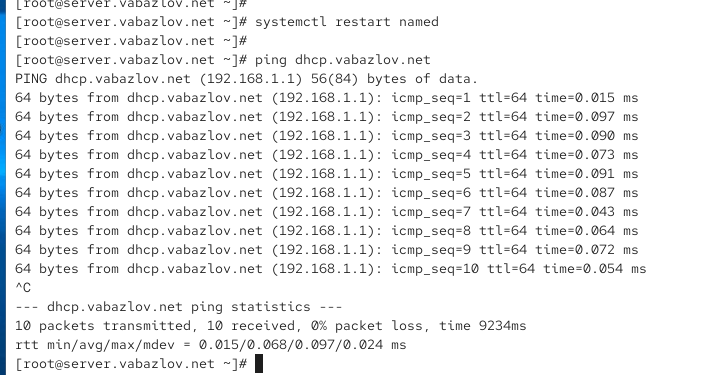 [root@server.vabazlov.net ~]#
[root@server.vabazlov.net ~]# systemctl restart named
[root@server.vabazlov.net ~]#
[root@server.vabazlov.net ~]# ping dhcp.vabazlov.net
PING dhcp.vabazlov.net (192.168.1.1) 56(84) bytes of data.
64 bytes from dhcp.vabazlov.net (192.168.1.1): icmp_seq=1 ttl=64 time=0.015 ms
64 bytes from dhcp.vabazlov.net (192.168.1.1): icmp_seq=2 ttl=64 time=0.097 ms
64 bytes from dhcp.vabazlov.net (192.168.1.1): icmp_seq=3 ttl=64 time=0.090 ms
64 bytes from dhcp.vabazlov.net (192.168.1.1): icmp_seq=4 ttl=64 time=0.073 ms
64 bytes from dhcp.vabazlov.net (192.168.1.1): icmp_seq=5 ttl=64 time=0.091 ms
64 bytes from dhcp.vabazlov.net (192.168.1.1): icmp_seq=6 ttl=64 time=0.087 ms
64 bytes from dhcp.vabazlov.net (192.168.1.1): icmp_seq=7 ttl=64 time=0.043 ms
64 bytes from dhcp.vabazlov.net (192.168.1.1): icmp_seq=8 ttl=64 time=0.064 ms
64 bytes from dhcp.vabazlov.net (192.168.1.1): icmp_seq=9 ttl=64 time=0.072 ms
64 bytes from dhcp.vabazlov.net (192.168.1.1): icmp_seq=10 ttl=64 time=0.054 ms
^C
--- dhcp.vabazlov.net ping statistics ---
10 packets transmitted, 10 received, 0% packet loss, time 9234ms
rtt min/avg/max/mdev = 0.015/0.068/0.097/0.024 ms
[root@server.vabazlov.net ~]#